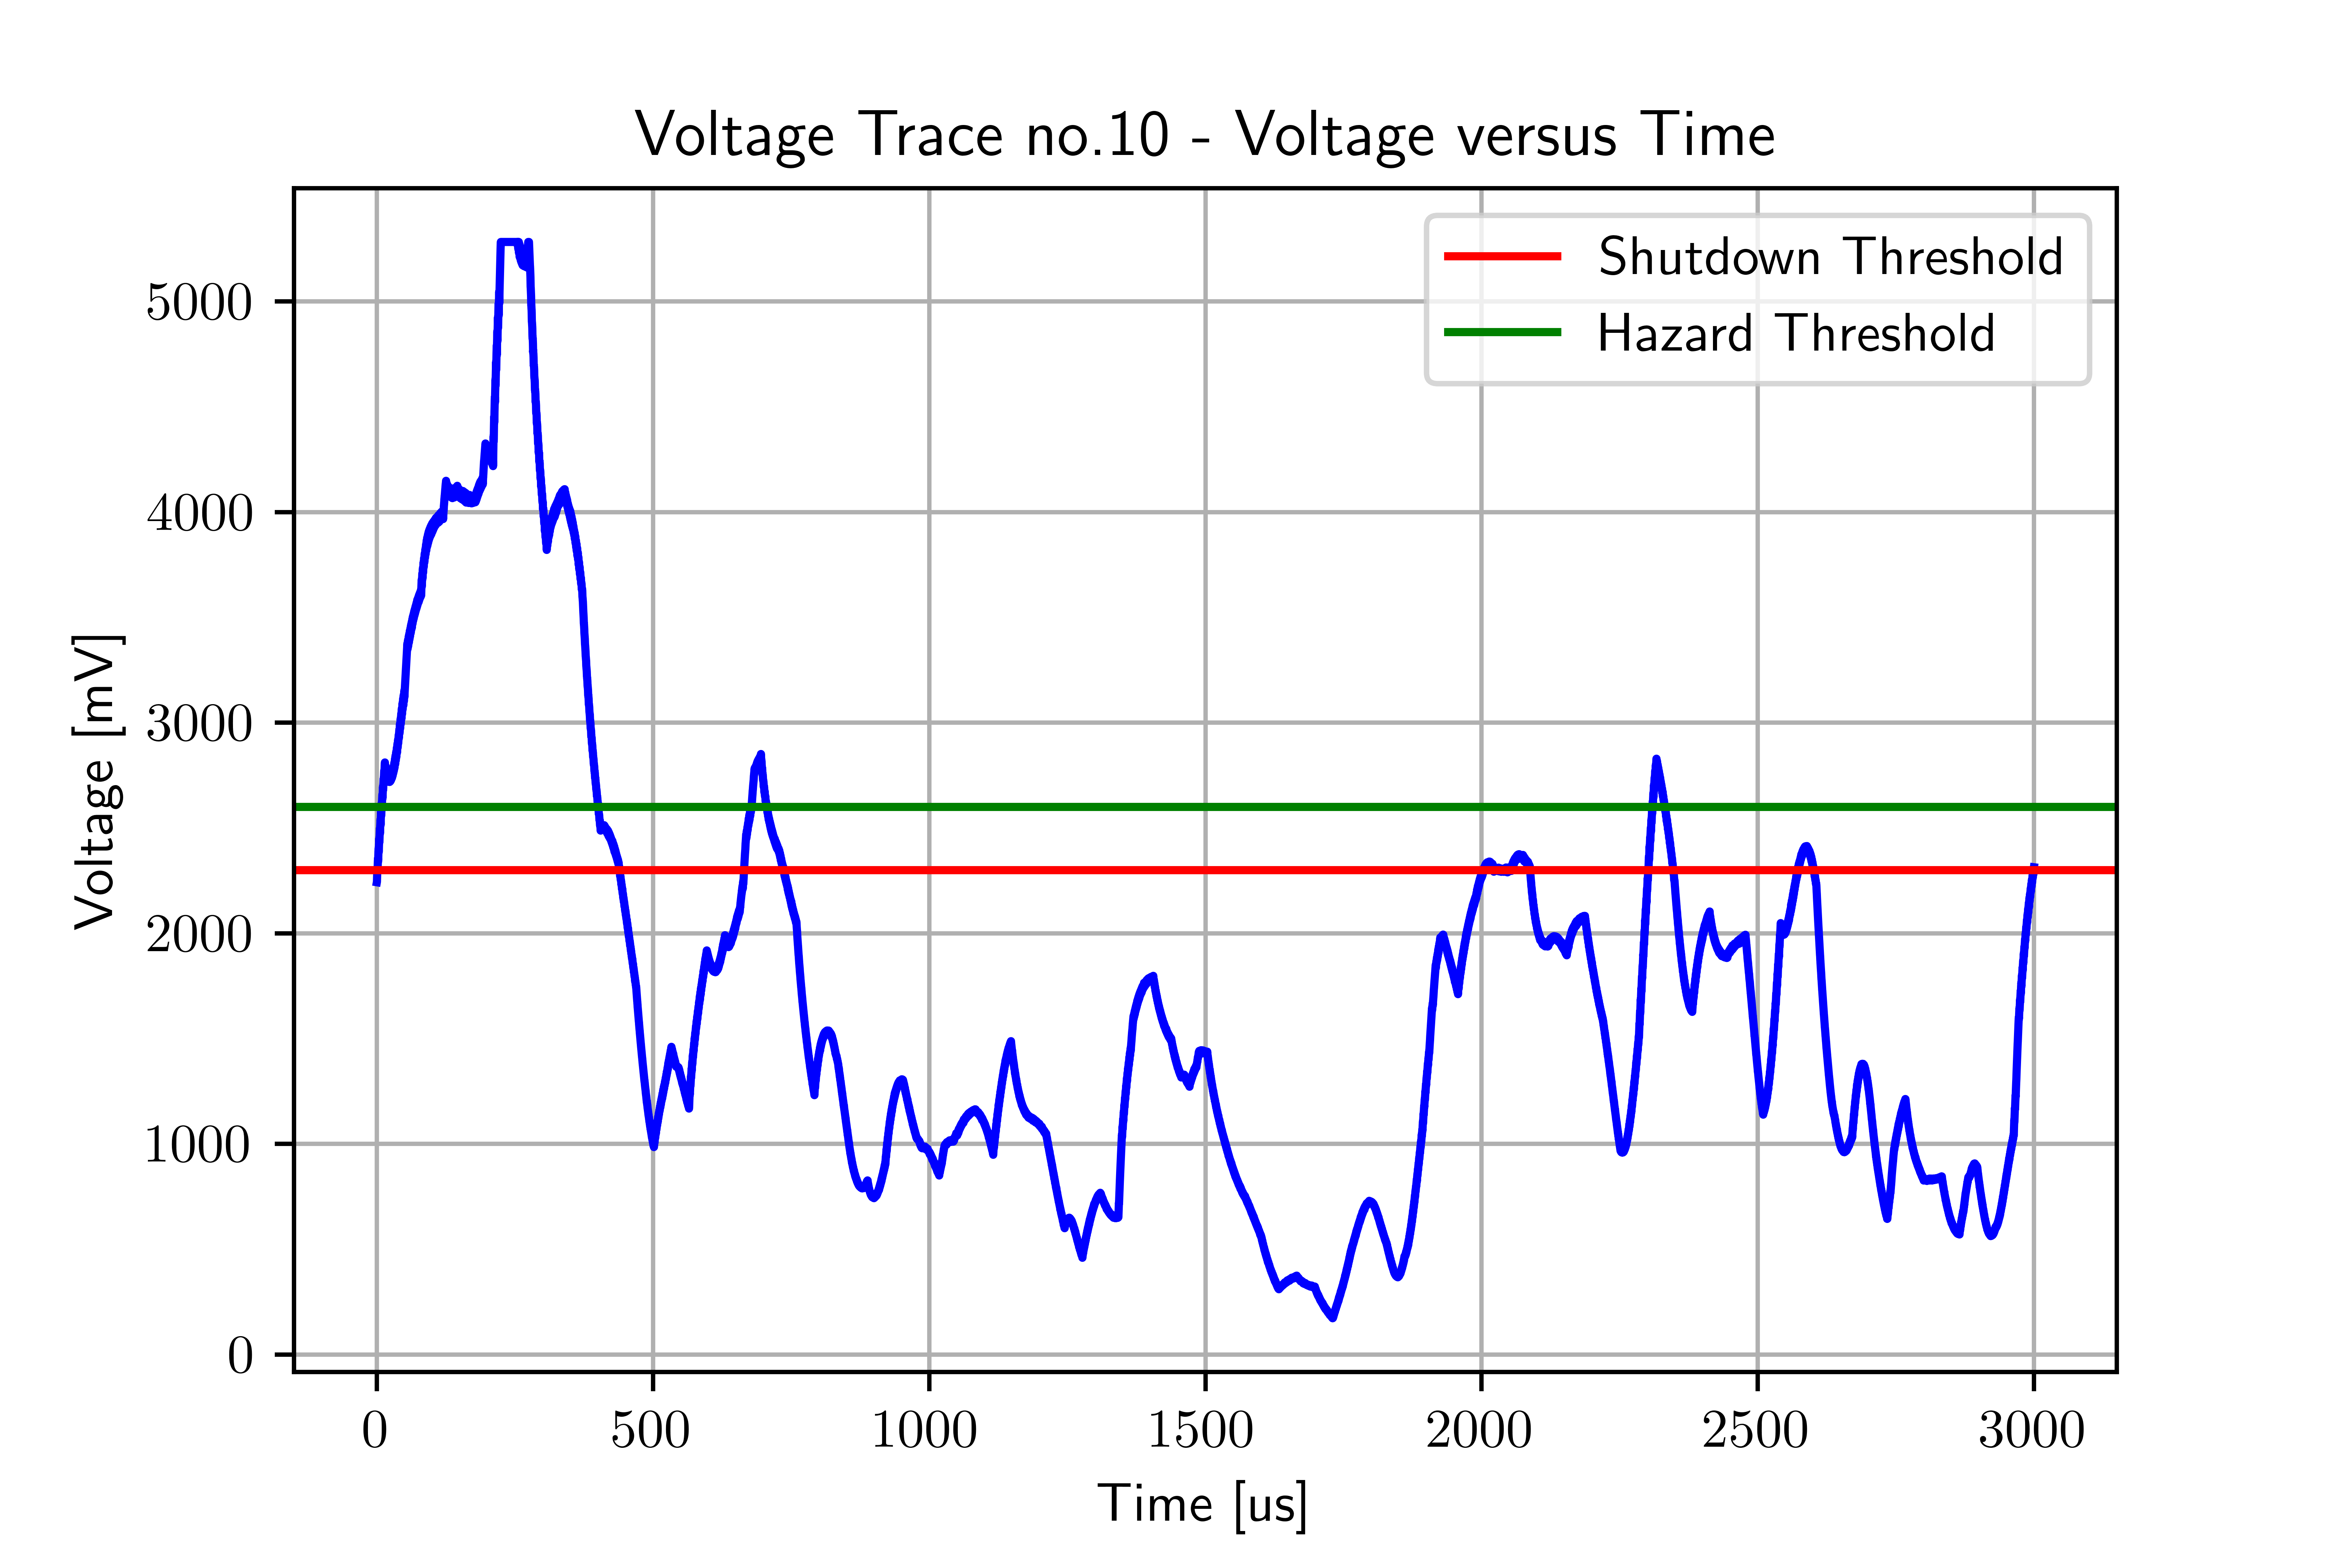 Voltage Trace no.10 - Voltage versus Time
Shutdown Threshold
Hazard Threshold
Voltage [mV]
5000
4000
3000
2000
1000
0
0 500 1000 1500 2000 2500 3000
Time [us]